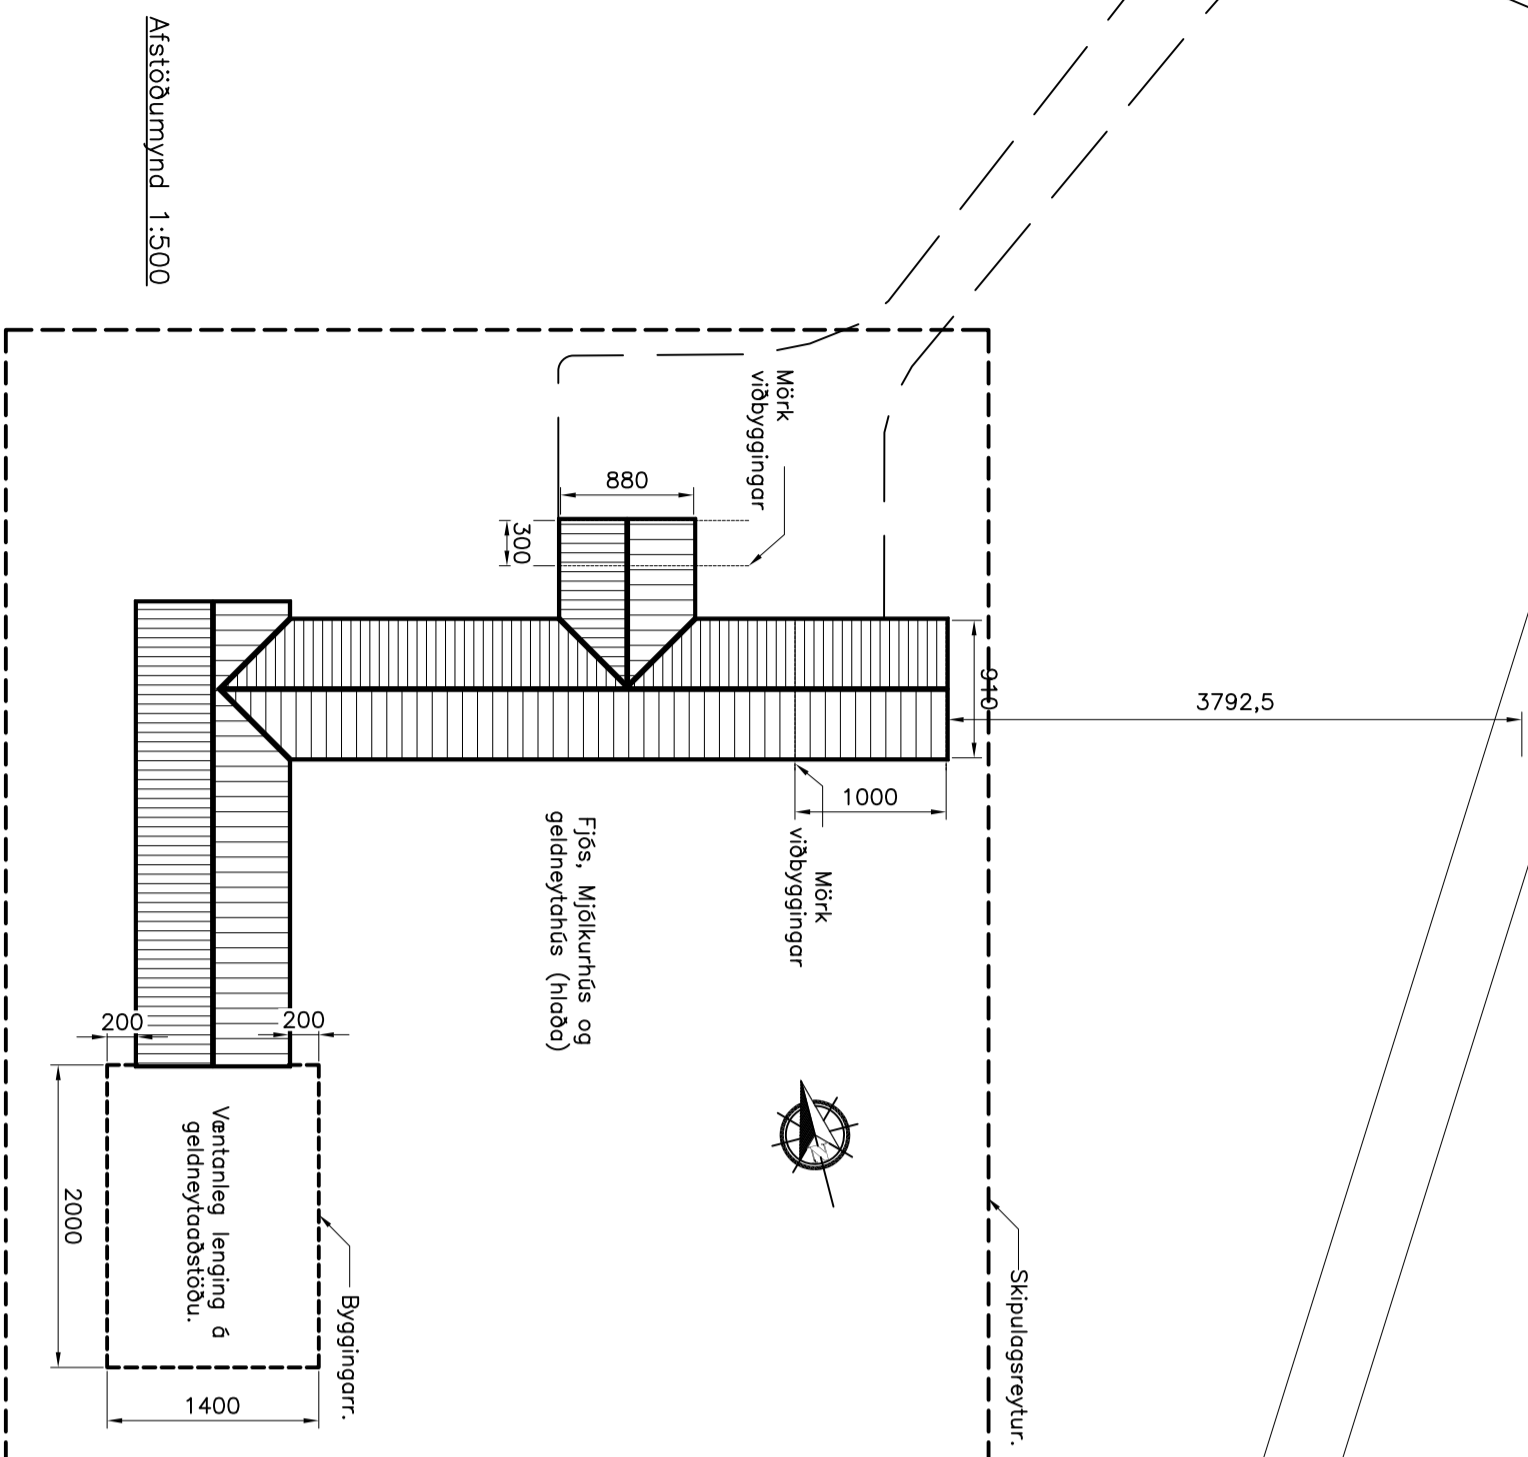 Afstöðumynd 1:500
Mörk
viðbyggingar
880
300
910
3792,5
1000
Mörk
viðbyggingar
Fjós, Mjólkurhús og
geldneytahús (hlaða)
200
200
N
Væntanleg lenging á
geldneytaaðstöðu.
2000
1400
Byggingarr.
Skipulagsreytur.